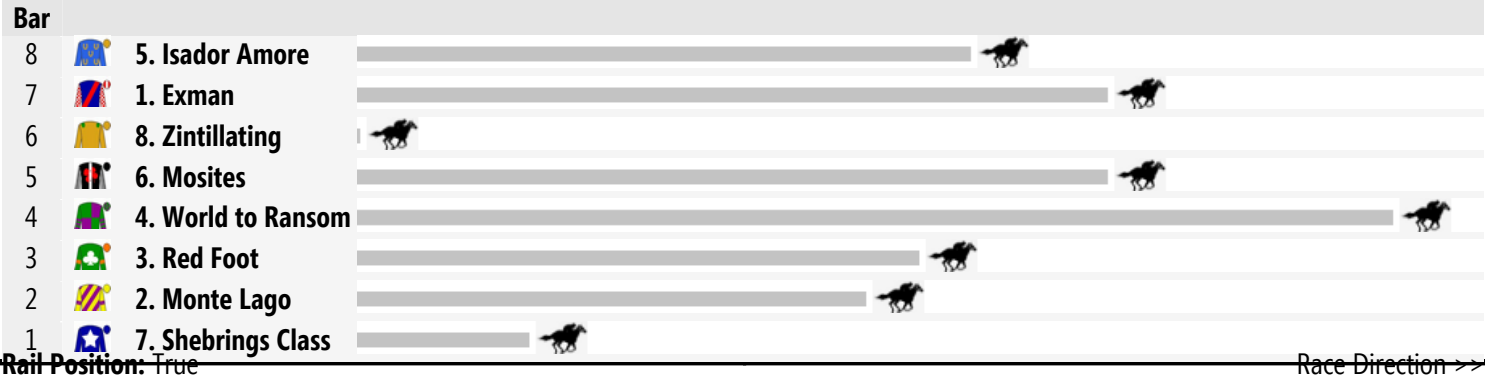 Bar
8 5. Isador Amore
7 1. Exman
6 8. Zintillating
5 6. Mosites
4 4. World to Ransom
3 3. Red Foot
2 2. Monte Lago
1 7. Shebrings Class
Rail Position: True Race Direction >>